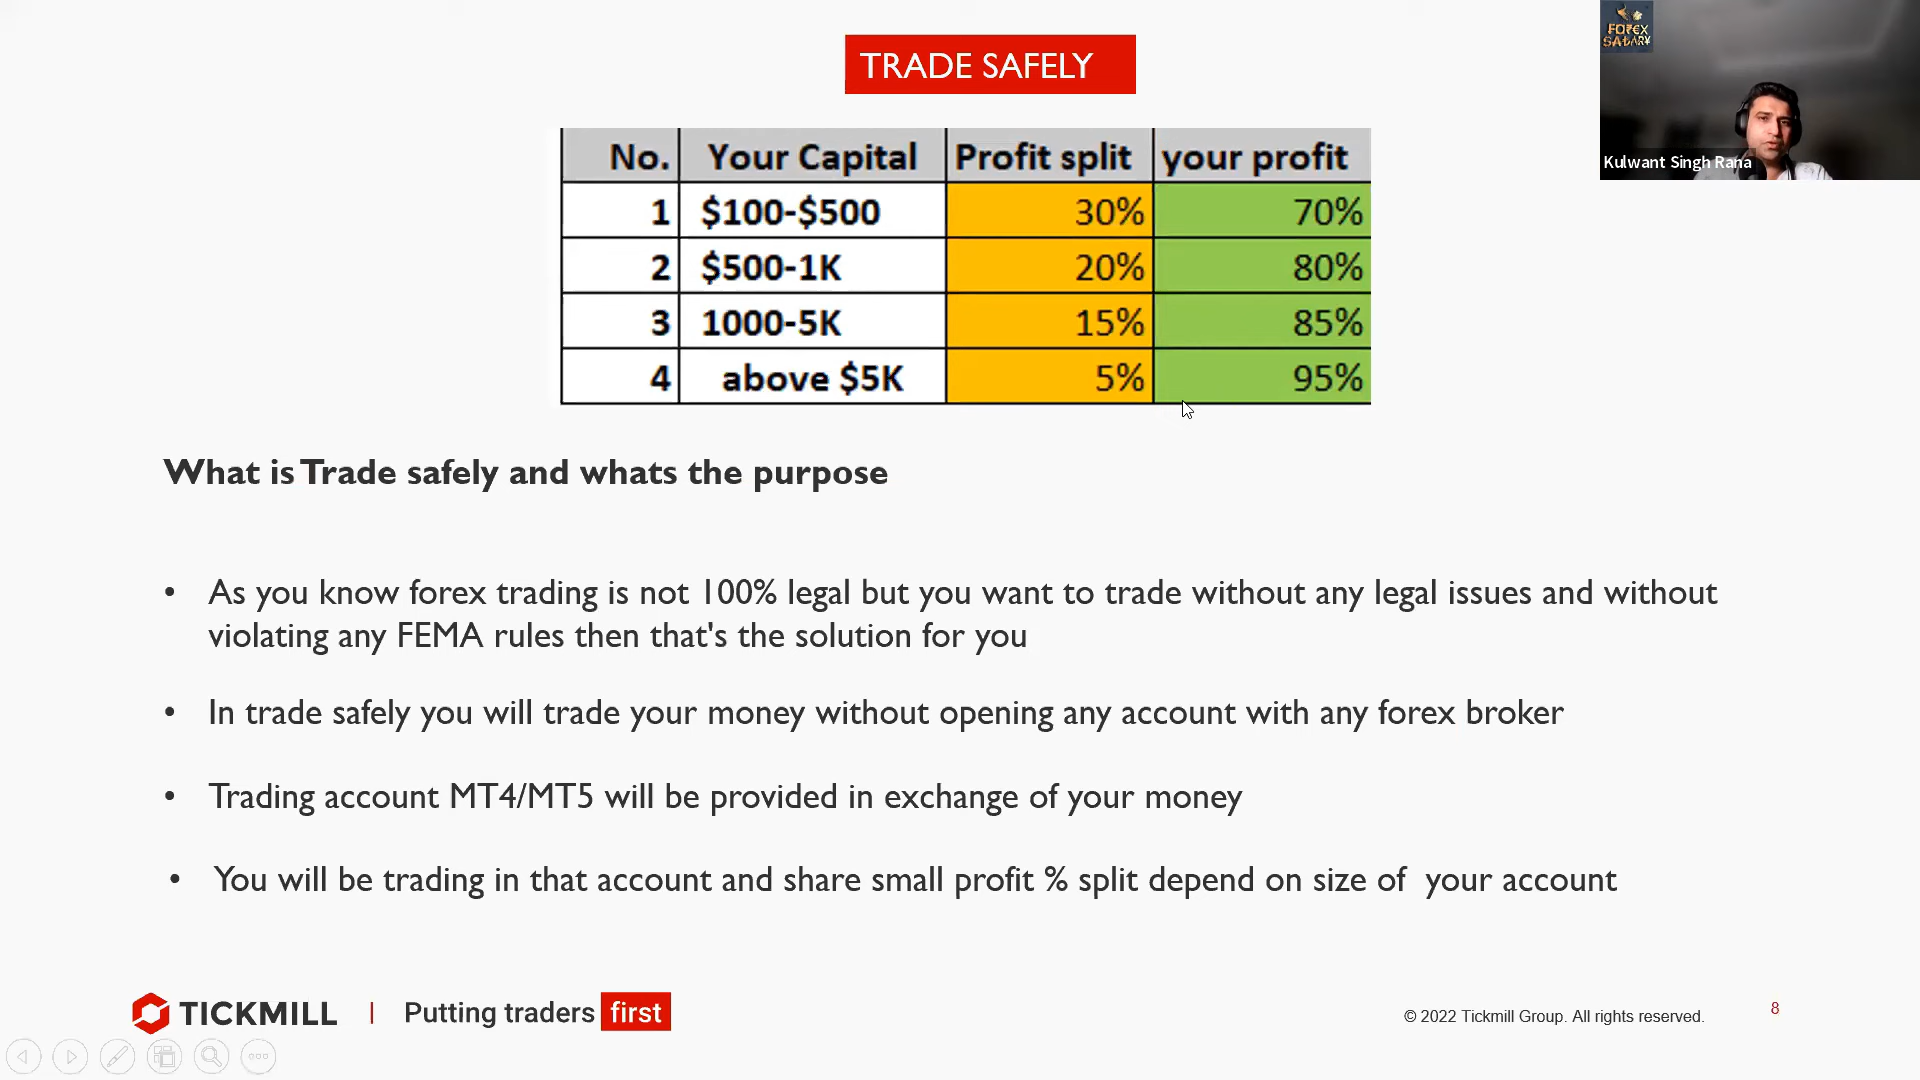 TRADE SAFELY
FOREX
SALARY
Kulwant Singh Rana
No. Your Capital Profit split your profit
1 $100-$500 30% 70%
2 $500-1K 20% 80%
3 1000-5K 15% 85%
4 above $5K 5% 95%
What is Trade safely and whats the purpose
• As you know forex trading is not 100% legal but you want to trade without any legal issues and without
violating any FEMA rules then that's the solution for you
• In trade safely you will trade your money without opening any account with any forex broker
• Trading account MT4/MT5 will be provided in exchange of your money
• You will be trading in that account and share small profit % split depend on size of your account
TICKMILL | Putting traders first
© 2022 Tickmill Group. All rights reserved.
8